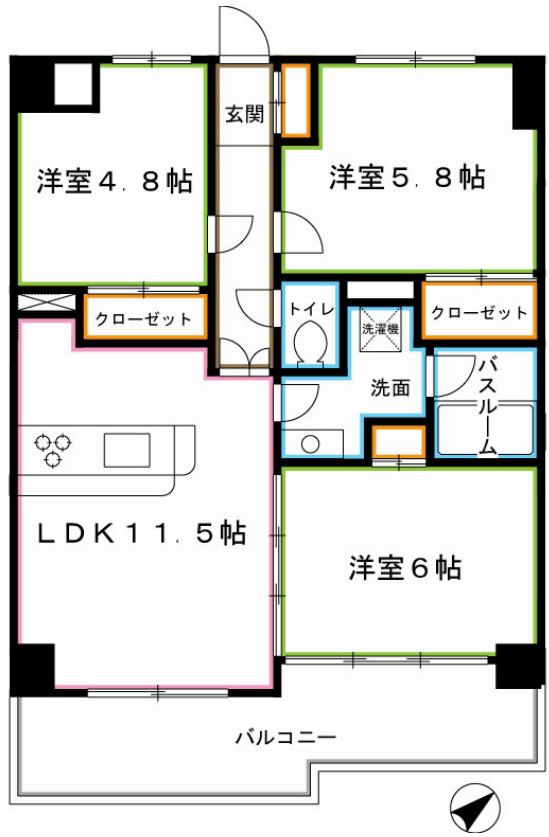 玄関
洋室4.8帖
洋室5.8帖
クローゼット
トイレ
洗濯機
クローゼット
洗面
バスルーム
LDK11.5帖
洋室6帖
バルコニー